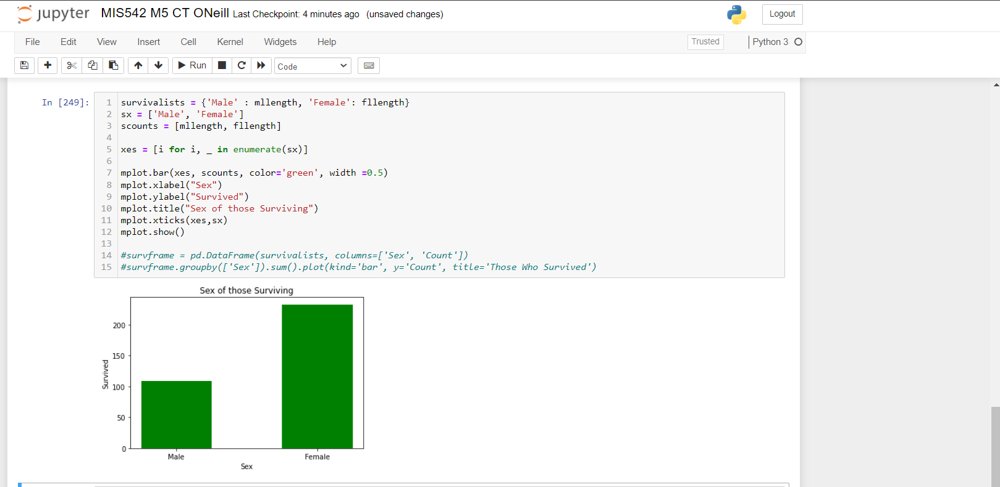 jupyter MIS542 M5 CT ONeill Last Checkpoint: 4 minutes ago (unsaved changes) Logout
File Edit View Insert Cell Kernel Widgets Help Trusted Python 3
Run Code
In [249]:
1 survivalists = {'Male' : mllength, 'Female': fllength}
2 sx = ['Male', 'Female']
3 scounts = [mllength, fllength]
4
5 xes = [i for i, _ in enumerate(sx)]
6
7 mplot.bar(xes, scounts, color='green', width =0.5)
8 mplot.xlabel("Sex")
9 mplot.ylabel("Survived")
10 mplot.title("Sex of those Surviving")
11 mplot.xticks(xes,sx)
12 mplot.show()
13
14 #survframe = pd.DataFrame(survivalists, columns=['Sex', 'Count'])
15 #survframe.groupby(['Sex']).sum().plot(kind='bar', y='Count', title='Those Who Survived')
Sex of those Surviving
200
150
100
50
0
Survived
Male Female
Sex